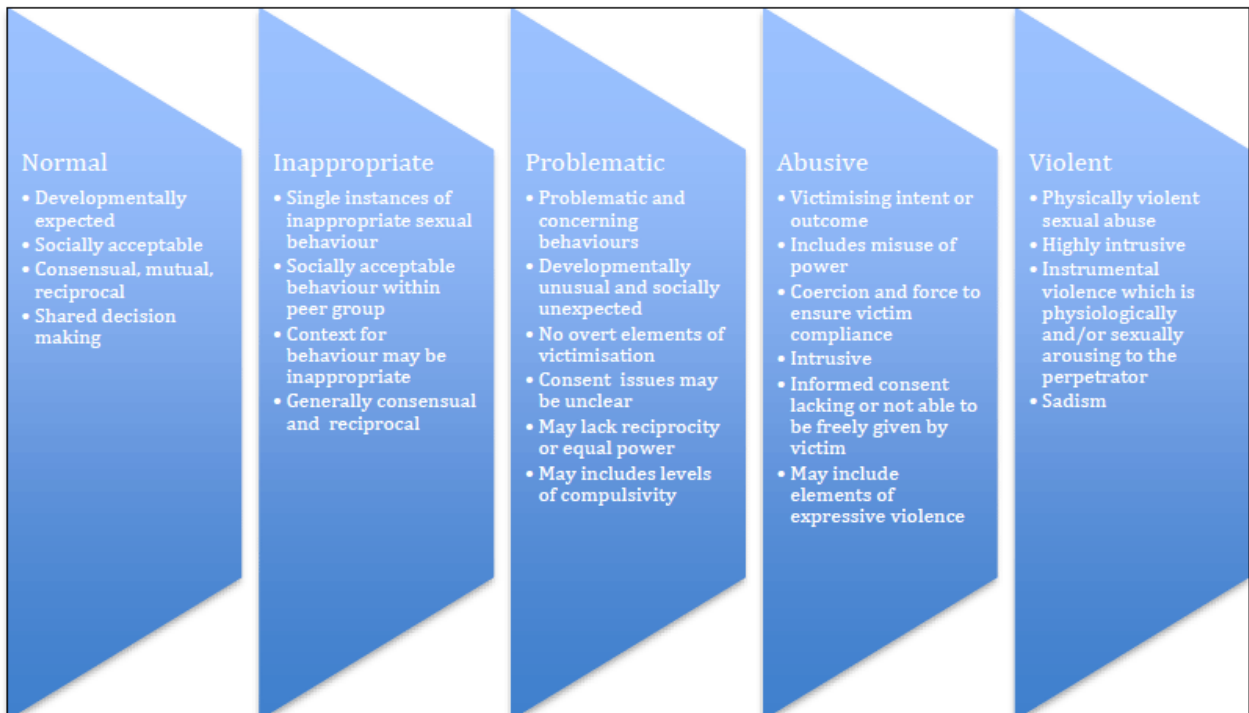 Normal
• Developmentally
expected
• Socially acceptable
• Consensual, mutual,
reciprocal
• Shared decision
making
Inappropriate
• Single instances of
inappropriate sexual
behaviour
• Socially acceptable
behaviour within
peer group
• Context for
behaviour may be
inappropriate
• Generally consensual
and reciprocal
Problematic
• Problematic and
concerning
behaviours
• Developmentally
unusual and socially
unexpected
• No overt elements of
victimisation
• Consent issues may
be unclear
• May lack reciprocity
or equal power
• May includes levels
of compulsivity
Abusive
• Victimising intent or
outcome
• Includes misuse of
power
• Coercion and force to
ensure victim
compliance
• Intrusive
• Informed consent
lacking or not able to
be freely given by
victim
• May include
elements of
expressive violence
Violent
• Physically violent
sexual abuse
• Highly intrusive
• Instrumental
violence which is
physiologically
and/or sexually
arousing to the
perpetrator
• Sadism